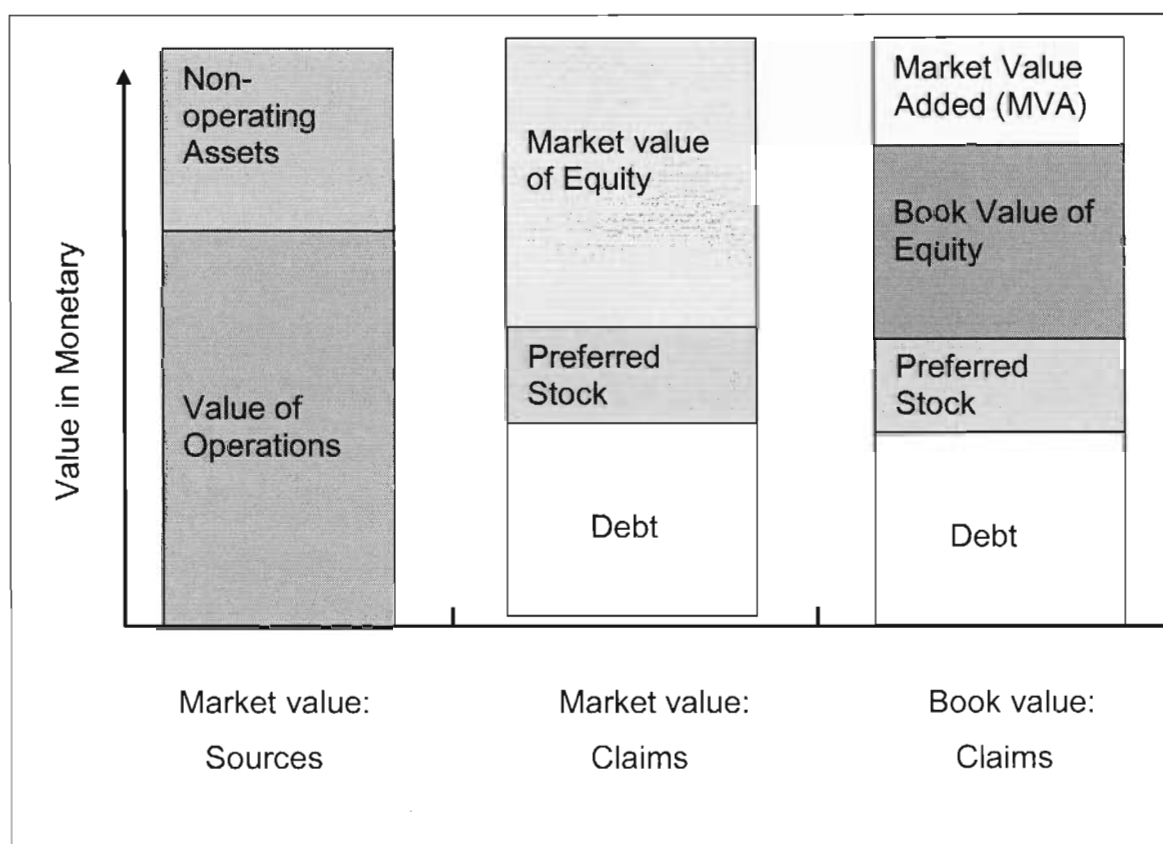 Value in Monetary
Non-
operating
Assets
Value of
Operations
Market value
of Equity
Preferred
Stock
Debt
Market Value
Added (MVA)
Book Value of
Equity
Preferred
Stock
Debt
Market value:
Sources
Market value:
Claims
Book value:
Claims